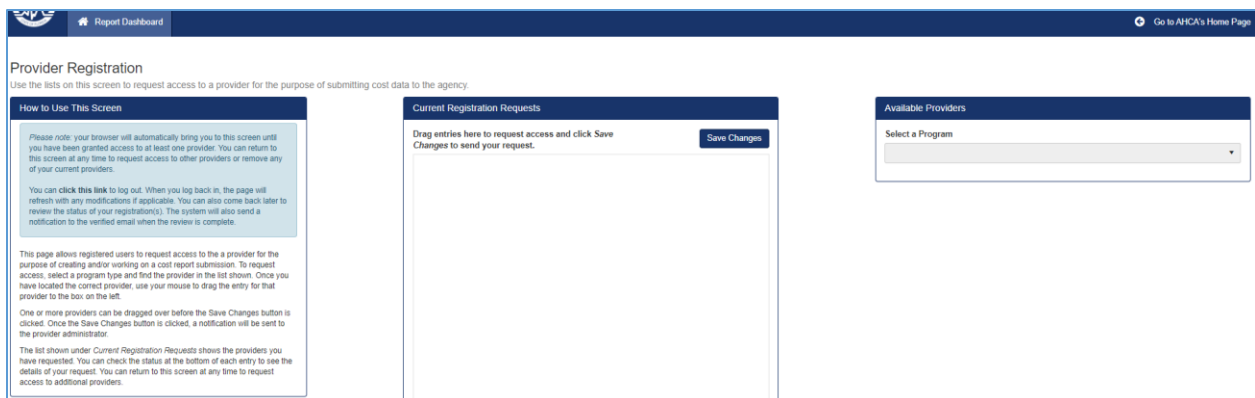 Report Dashboard
Go to AHCA's Home Page
Provider Registration
Use the lists on this screen to request access to a provider for the purpose of submitting cost data to the agency.
How to Use This Screen
Please note: your browser will automatically bring you to this screen until
you have been granted access to at least one provider. You can return to
this screen at any time to request access to other providers or remove any
of your current providers.
You can click this link to log out. When you log back in, the page will
refresh with any modifications if applicable. You can also come back later to
review the status of your registration(s). The system will also send a
notification to the verified email when the review is complete.
This page allows registered users to request access to the a provider for the
purpose of creating and/or working on a cost report submission. To request
access, select a program type and find the provider in the list shown. Once you
have located the correct provider, use your mouse to drag the entry for that
provider to the box on the left.
One or more providers can be dragged over before the Save Changes button is
clicked. Once the Save Changes button is clicked, a notification will be sent to
the provider administrator.
The list shown under Current Registration Requests shows the providers you
have requested. You can check the status at the bottom of each entry to see the
details of your request. You can return to this screen at any time to request
access to additional providers.
Current Registration Requests
Drag entries here to request access and click Save
Changes to send your request.
Save Changes
Available Providers
Select a Program